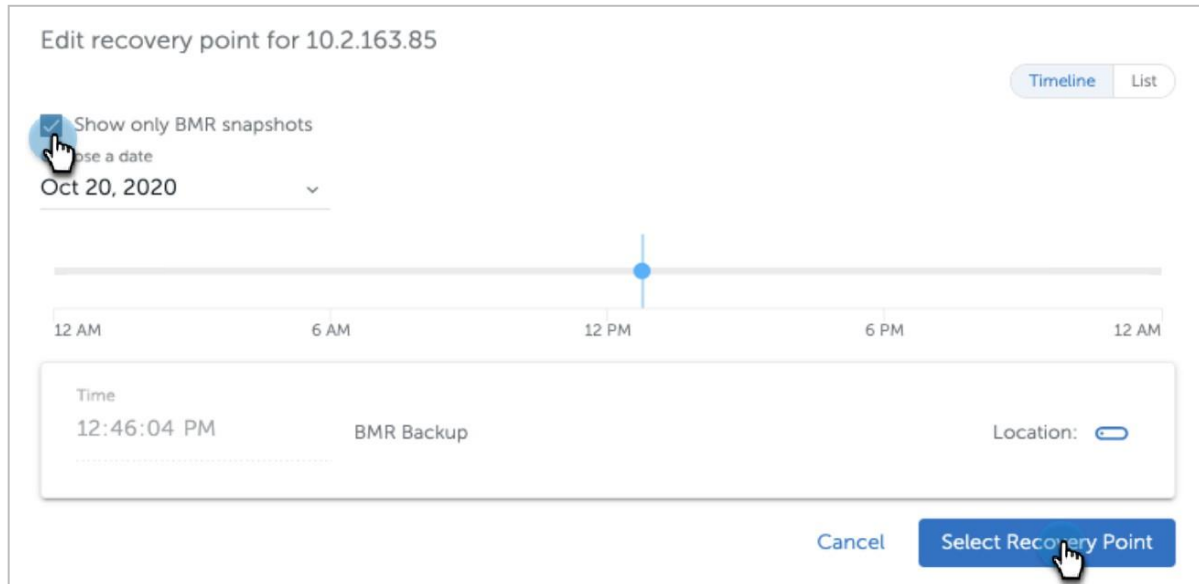 Edit recovery point for 10.2.163.85
Timeline List
Show only BMR snapshots
ose a date
Oct 20, 2020
12 AM 6 AM 12 PM 6 PM 12 AM
Time
12:46:04 PM BMR Backup Location:
Cancel Select Recovery Point